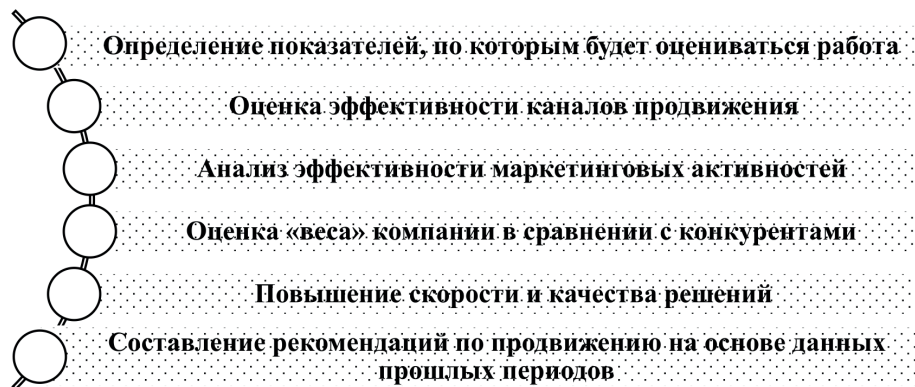 Определение показателей, по которым будет оцениваться работа
Оценка эффективности каналов продвижения
Анализ эффективности маркетинговых активностей
Оценка «веса» компании в сравнении с конкурентами
Повышение скорости и качества решений
Составление рекомендаций по продвижению на основе данных
прошлых периодов